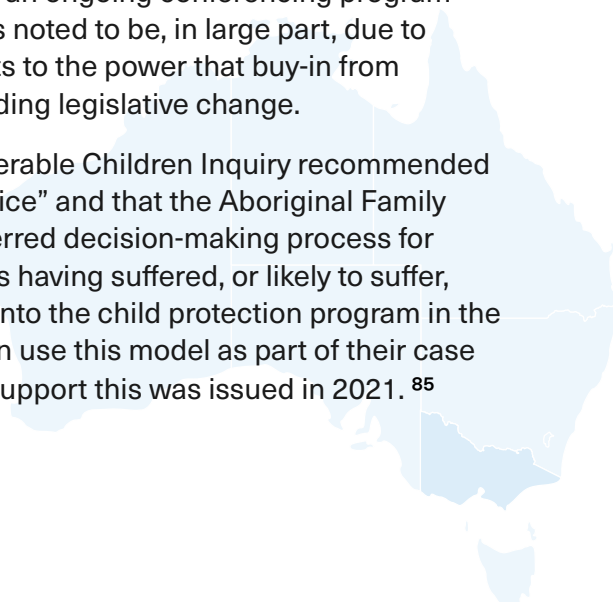 an ongoing conferencing program
s noted to be, in large part, due to
ts to the power that buy-in from
ding legislative change.
erable Children Inquiry recommended
ice” and that the Aboriginal Family
erred decision-making process for
s having suffered, or likely to suffer,
nto the child protection program in the
n use this model as part of their case
upport this was issued in 2021. 85